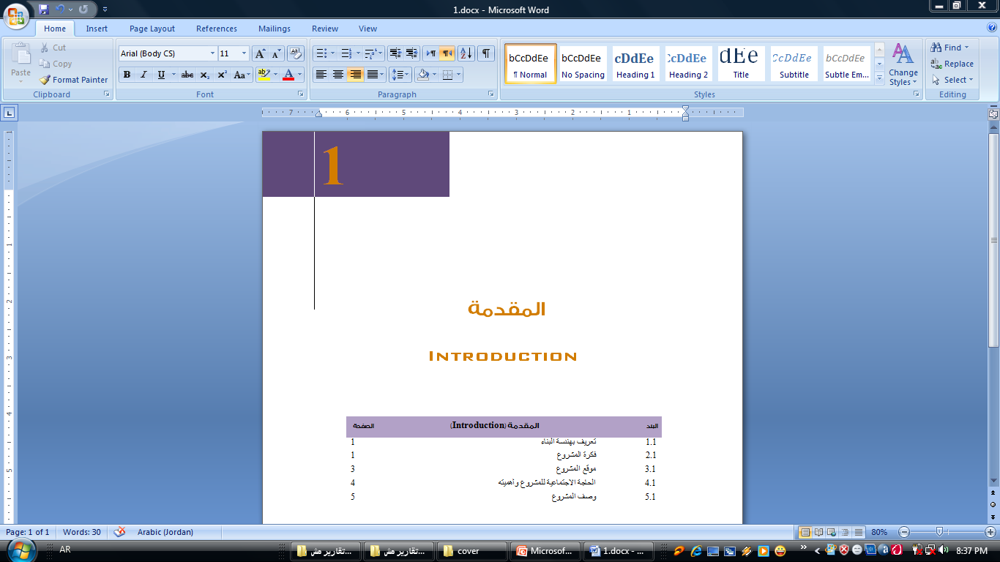 1.docx - Microsoft Word
Home Insert Page Layout References Mailings Review View
Paste
Cut
Copy
Format Painter
Clipboard
Arial (Body CS) 11
Font
Paragraph
bCcDdEe bCcDdEe cDdEe CcDdEe dEe CcDdEe bCcDdEe
¶ Normal No Spacing Heading 1 Heading 2 Title Subtitle Subtle Em...
Change Styles
Styles
Find
Replace
Select
Editing
7 6 5 4 3 2 1
1
المقدمة
Introduction
البند المقدمة (Introduction) الصفحة
1.1 تعريف بهندسة البناء 1
2.1 فكرة المشروع 1
3.1 موقع المشروع 3
4.1 الحاجة الاجتماعية للمشروع وأهميته 4
5.1 وصف المشروع 5
Page: 1 of 1 Words: 30 Arabic (Jordan) 80%
AR تقارير مش... تقارير مش... cover Microsof... 1.docx - ... 8:37 PM